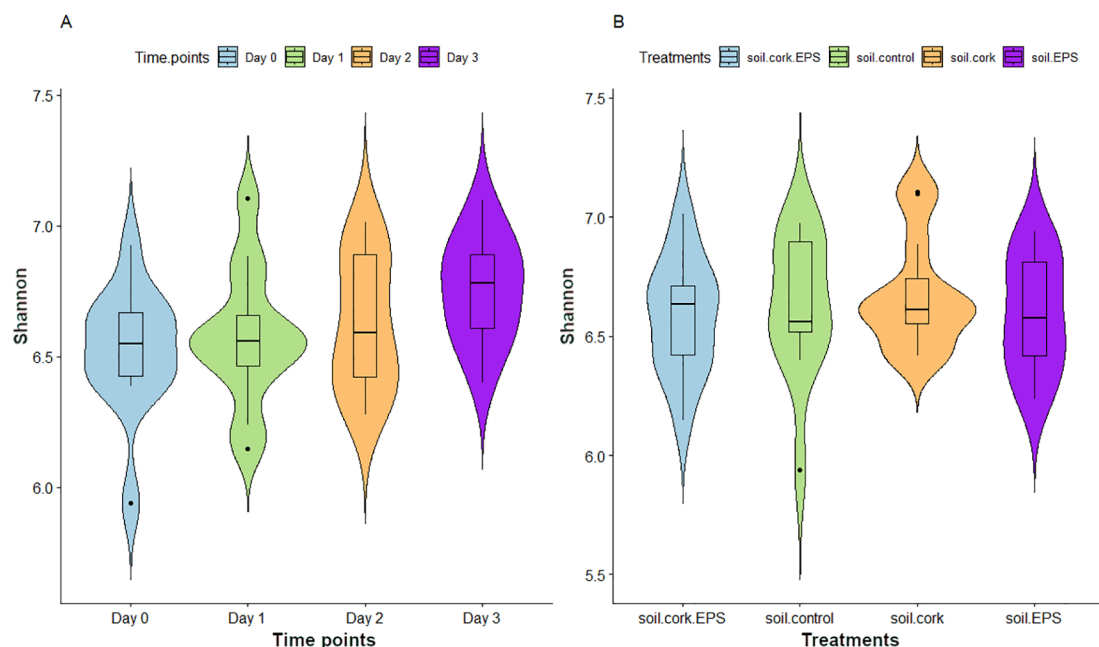 A
Time.points Day 0 Day 1 Day 2 Day 3
7.5
7.0
6.5
6.0
Shannon
Day 0 Day 1 Day 2 Day 3
Time points
B
Treatments soil.cork.EPS soil.control soil.cork soil.EPS
7.5
7.0
6.5
6.0
5.5
Shannon
soil.cork.EPS soil.control soil.cork soil.EPS
Treatments